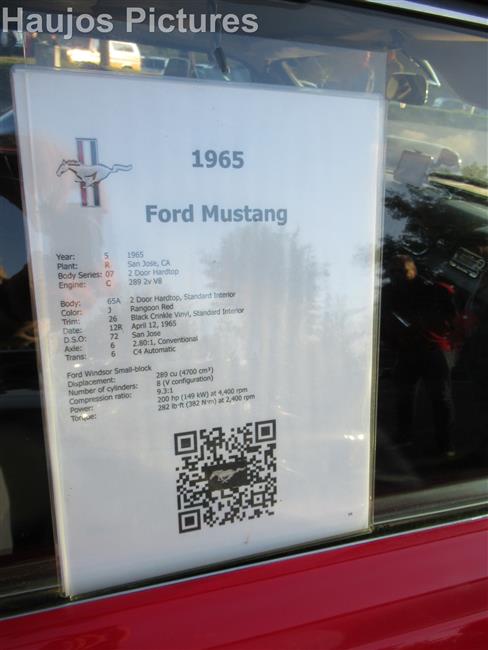 Haujos Pictures
1965
Ford Mustang
Year: 5 1965
Plant: R San Jose, CA
Body Series: 07 2 Door Hardtop
Engine: C 289 2v V8
Body: 65A 2 Door Hardtop, Standard Interior
Color: J Rangoon Red
Trim: 26 Black Crinkle Vinyl, Standard Interior
Date: 12R April 12, 1965
D.S.O: 72 San Jose
Axle: 6 2.80:1, Conventional
Trans: 6 C4 Automatic
Ford Windsor Small-block
Displacement: 289 cu (4700 cm³)
Number of cylinders: 8 (V configuration)
Compression ratio: 9.3:1
Power: 200 hp (149 kW) at 4,400 rpm
Torque: 282 lb·ft (382 N·m) at 2,400 rpm